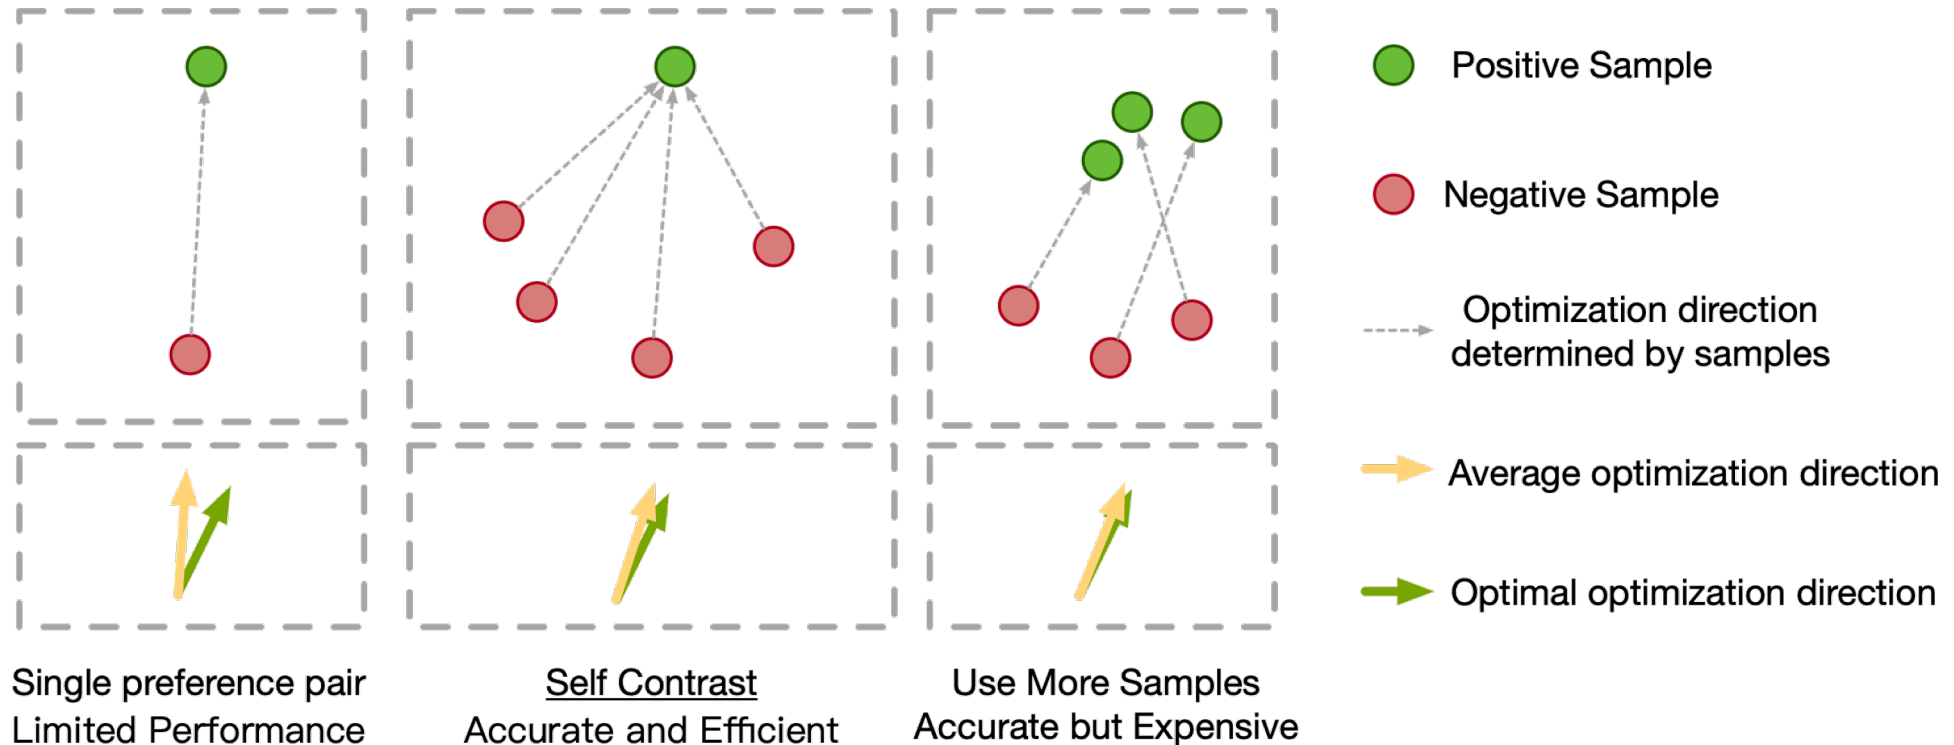 Positive Sample
Negative Sample
Optimization direction
determined by samples
Average optimization direction
Optimal optimization direction
Single preference pair
Limited Performance
Self Contrast
Accurate and Efficient
Use More Samples
Accurate but Expensive